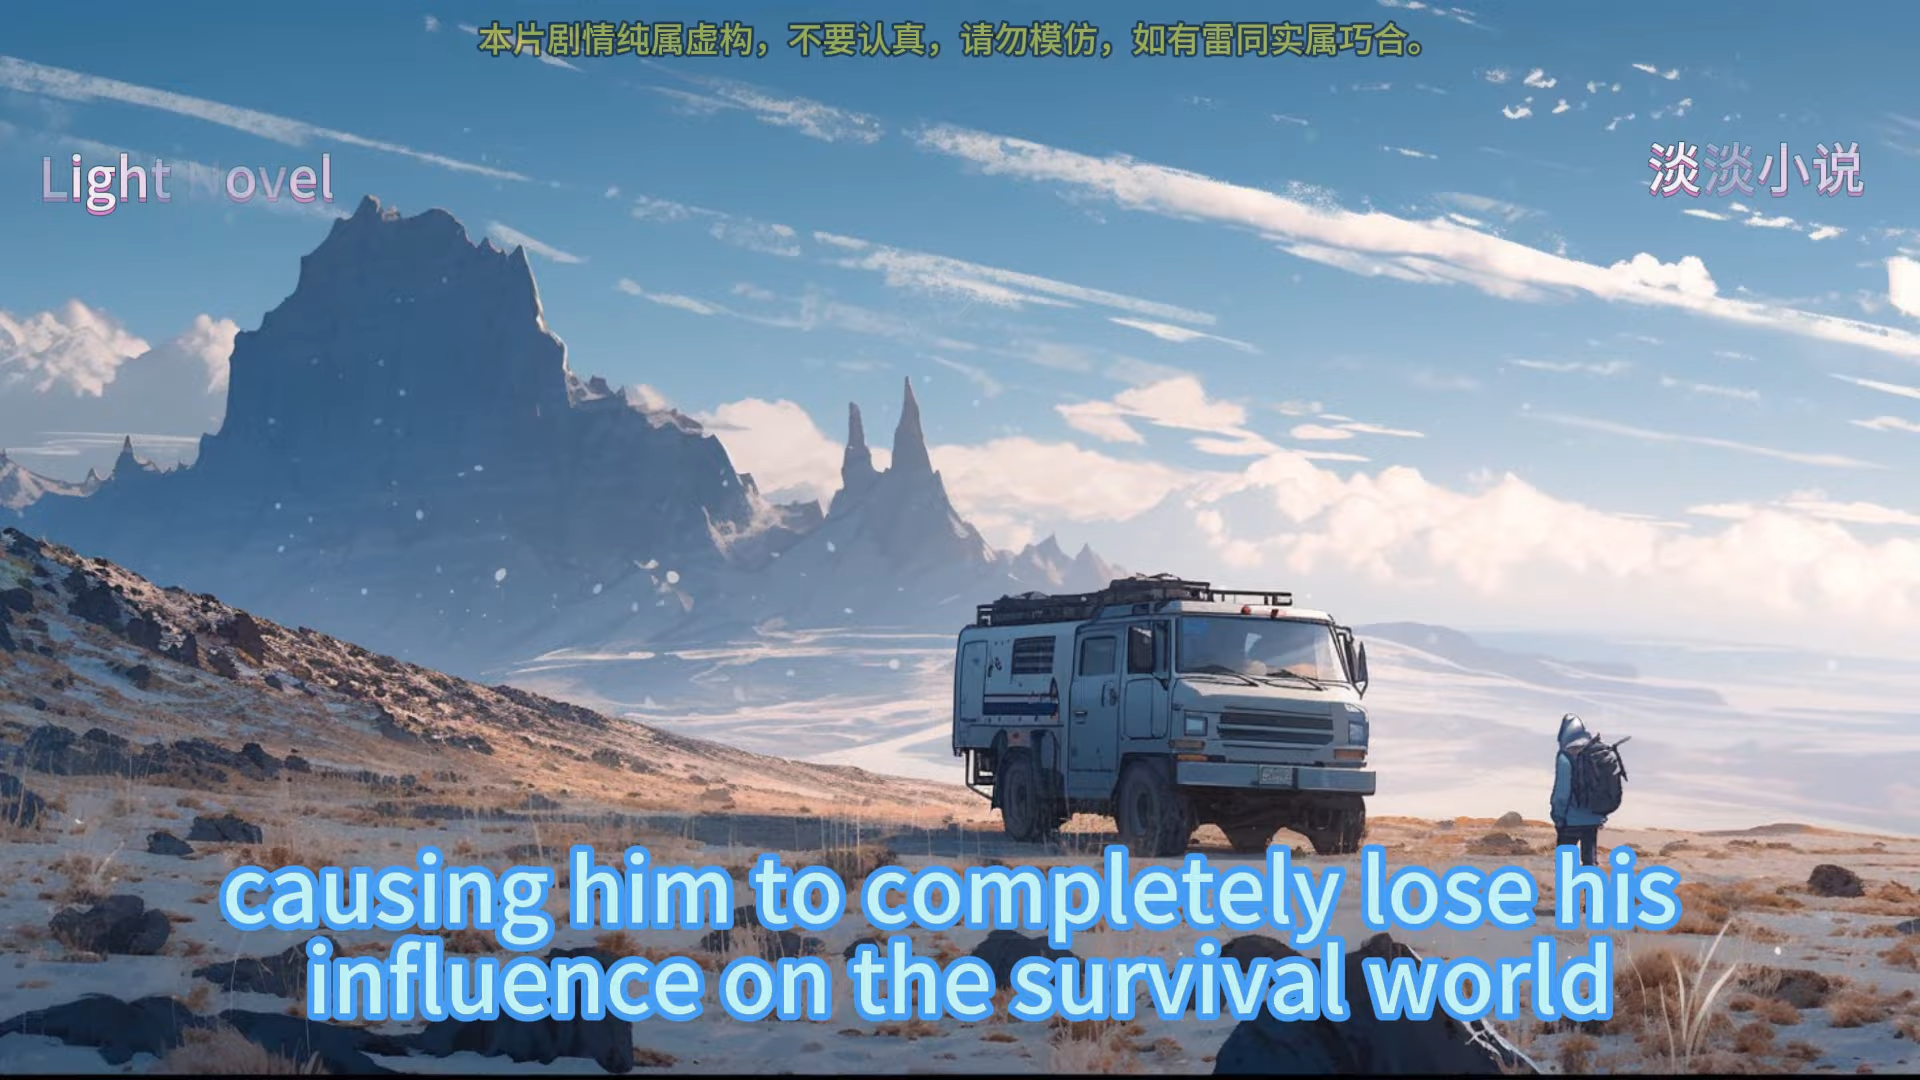 本片剧情纯属虚构，不要认真，请勿模仿，如有雷同实属巧合。
Light Novel
淡淡小说
causing him to completely lose his
influence on the survival world